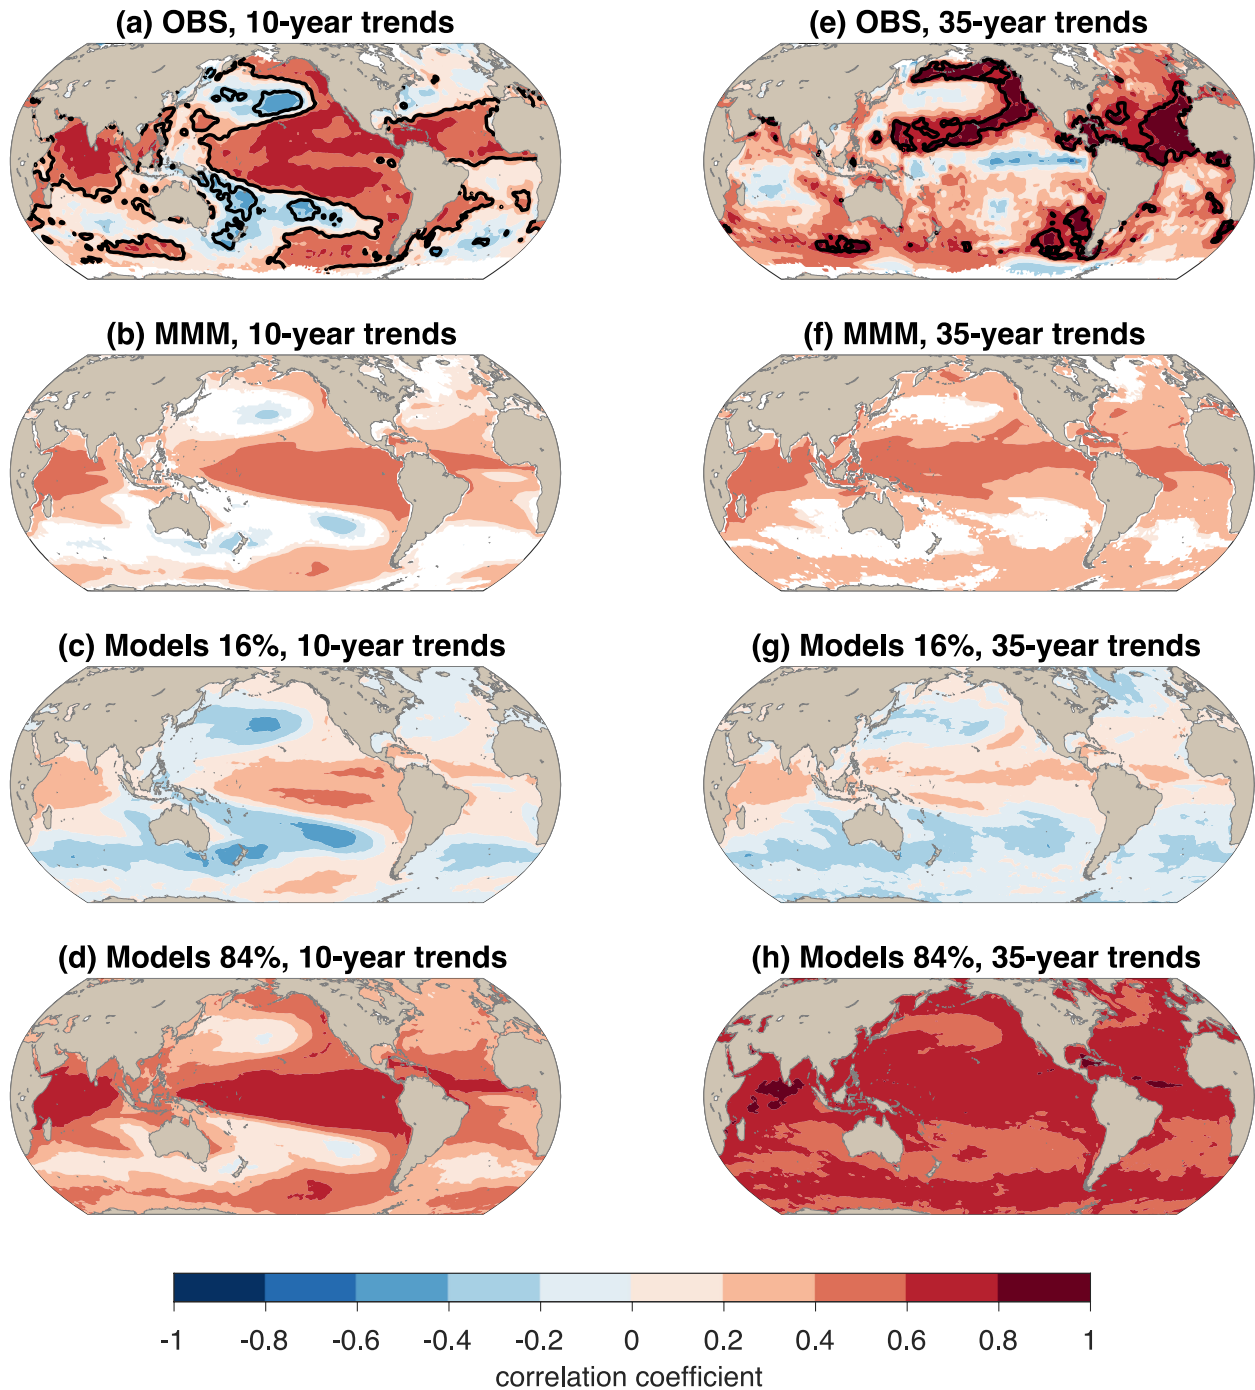 (a) OBS, 10-year trends
(e) OBS, 35-year trends
(b) MMM, 10-year trends
(f) MMM, 35-year trends
(c) Models 16%, 10-year trends
(g) Models 16%, 35-year trends
(d) Models 84%, 10-year trends
(h) Models 84%, 35-year trends
-1 -0.8 -0.6 -0.4 -0.2 0 0.2 0.4 0.6 0.8 1
correlation coefficient